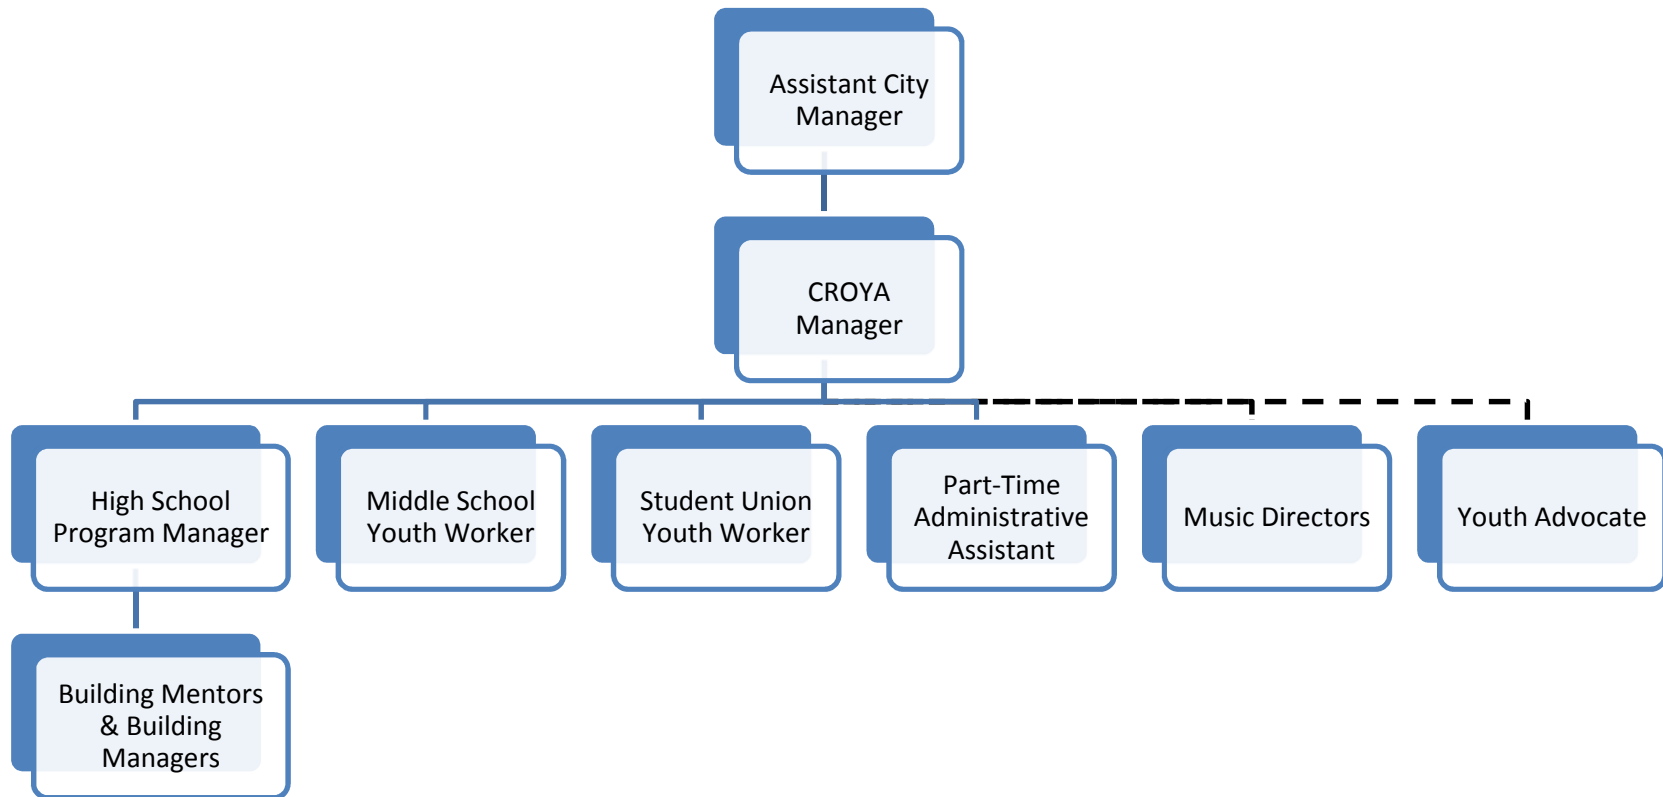 Assistant City
Manager
CROYA
Manager
High School
Program Manager
Middle School
Youth Worker
Student Union
Youth Worker
Part-Time
Administrative
Assistant
Music Directors
Youth Advocate
Building Mentors
& Building
Managers